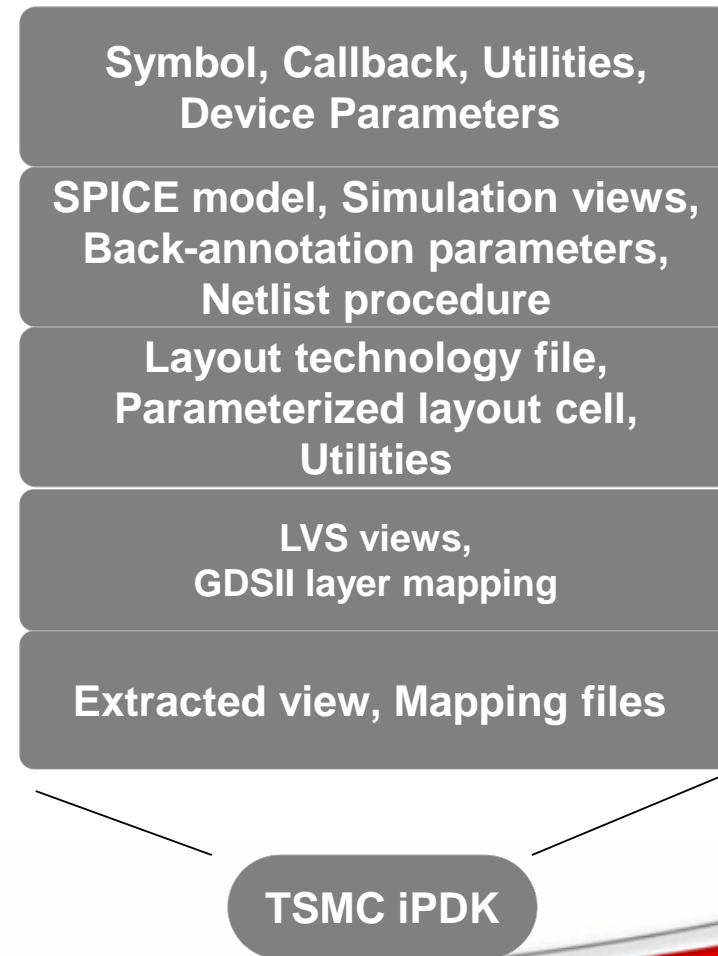 Symbol, Callback, Utilities,
Device Parameters
SPICE model, Simulation views,
Back-annotation parameters,
Netlist procedure
Layout technology file,
Parameterized layout cell,
Utilities
LVS views,
GDSII layer mapping
Extracted view, Mapping files
TSMC iPDK